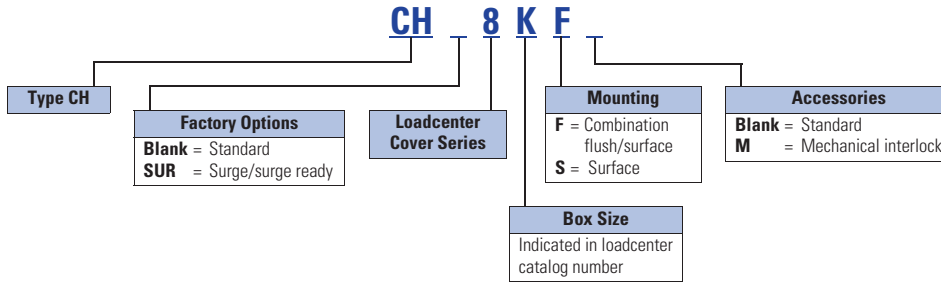 CH _ 8 K F _
Type CH
Factory Options
Blank = Standard
SUR = Surge/surge ready
Loadcenter
Cover Series
Mounting
F = Combination
flush/surface
S = Surface
Accessories
Blank = Standard
M = Mechanical interlock
Box Size
Indicated in loadcenter
catalog number